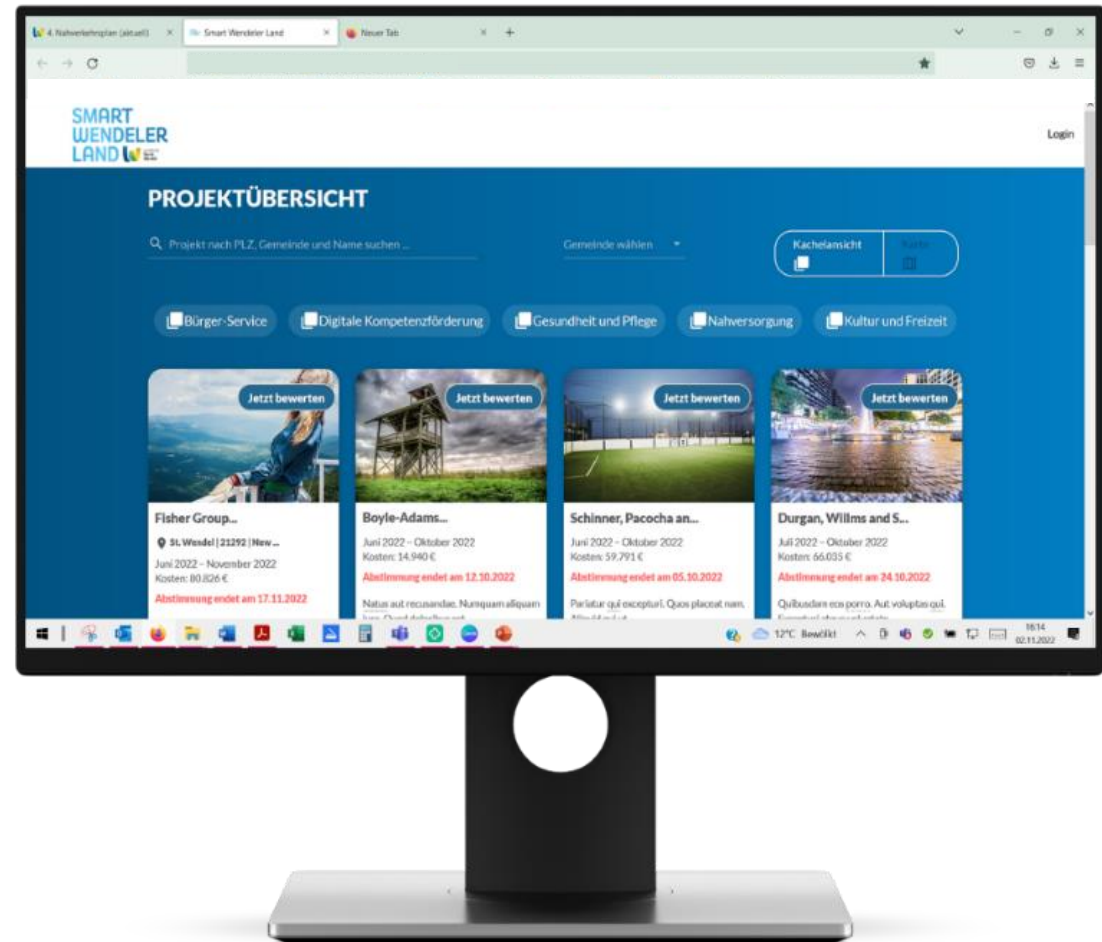 4. Nahverkehrsplan (aktuell)
Smart Wendeler Land
Neuer Tab
SMART
WENDELER
LAND
Login
PROJEKTÜBERSICHT
Projekt nach PLZ, Gemeinde und Name suchen ...
Gemeinde wählen
Kachelansicht
Karte
Bürger-Service
Digitale Kompetenzförderung
Gesundheit und Pflege
Nahversorgung
Kultur und Freizeit
Jetzt bewerten
Jetzt bewerten
Jetzt bewerten
Jetzt bewerten
Fisher Group...
St. Wendel | 21292 | New ...
Juni 2022 – November 2022
Kosten: 80.826 €
Abstimmung endet am 17.11.2022
Boyle-Adams...
Juni 2022 – Oktober 2022
Kosten: 14.940 €
Abstimmung endet am 12.10.2022
Natus aut recusandae. Numquam aliquam
Schinner, Pacocha an...
Juni 2022 – Oktober 2022
Kosten: 59.791 €
Abstimmung endet am 05.10.2022
Pariatur qui excepturi. Quos placeat nam.
Durgan, Willms and S...
Juli 2022 – Oktober 2022
Kosten: 66.035 €
Abstimmung endet am 24.10.2022
Quibusdam eos porro. Aut voluptas qui.
12°C Bewölkt
16:14
02.11.2022